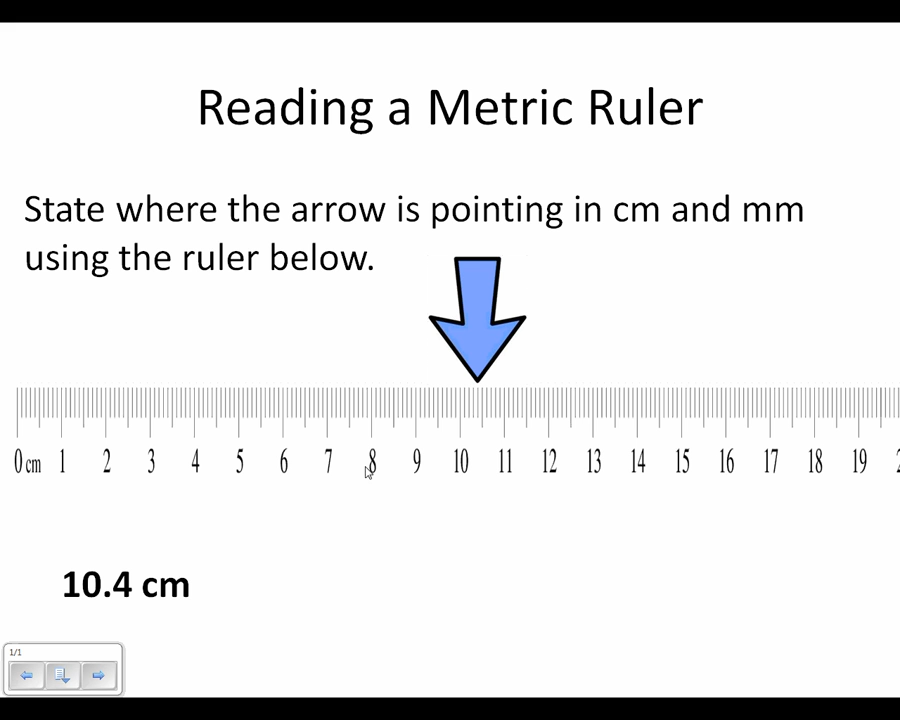 Reading a Metric Ruler
State where the arrow is pointing in cm and mm
using the ruler below.
0 cm 1 2 3 4 5 6 7 8 9 10 11 12 13 14 15 16 17 18 19
10.4 cm
1/1